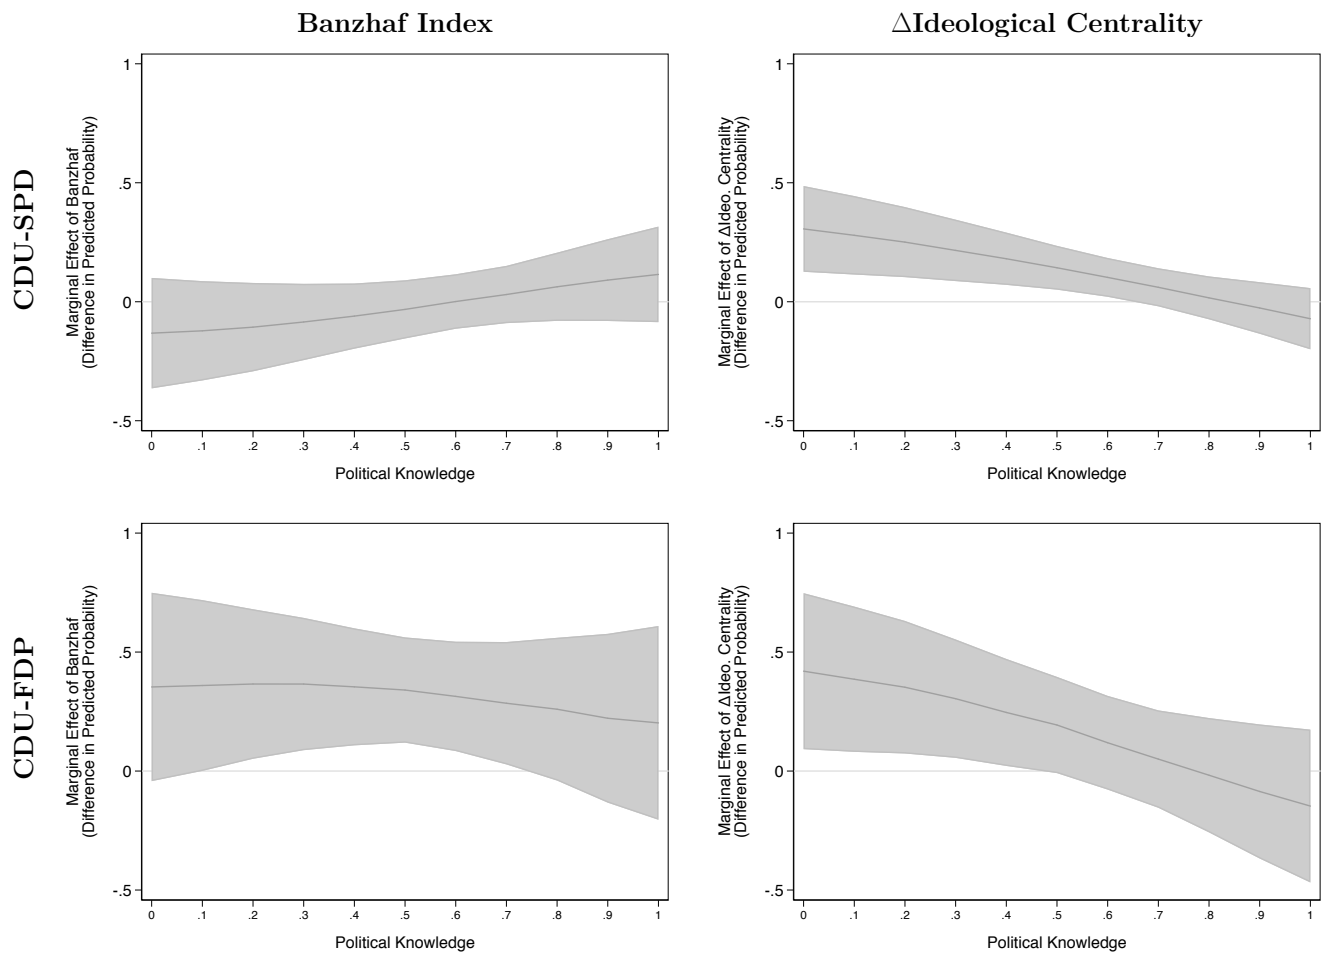 Banzhaf Index
ΔIdeological Centrality
CDU-SPD
Marginal Effect of Banzhaf
(Difference in Predicted Probability)
1
.5
0
-.5
0 .1 .2 .3 .4 .5 .6 .7 .8 .9 1
Political Knowledge
Marginal Effect of ΔIdeo. Centrality
(Difference in Predicted Probability)
1
.5
0
-.5
0 .1 .2 .3 .4 .5 .6 .7 .8 .9 1
Political Knowledge
CDU-FDP
Marginal Effect of Banzhaf
(Difference in Predicted Probability)
1
.5
0
-.5
0 .1 .2 .3 .4 .5 .6 .7 .8 .9 1
Political Knowledge
Marginal Effect of ΔIdeo. Centrality
(Difference in Predicted Probability)
1
.5
0
-.5
0 .1 .2 .3 .4 .5 .6 .7 .8 .9 1
Political Knowledge